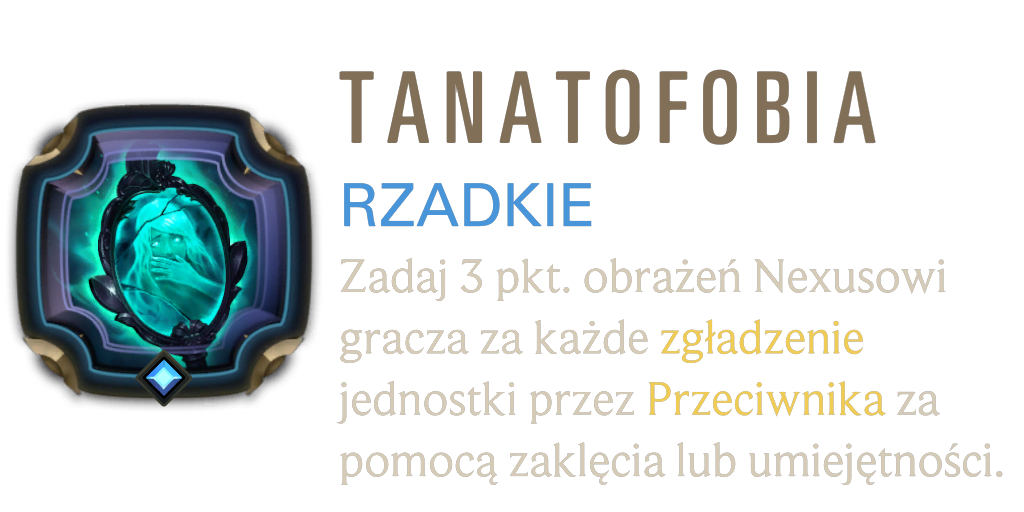 TANATOFOBIA
RZADKIE
Zadaj 3 pkt. obrażeń Nexusowi
gracza za każde zgładzenie
jednostki przez Przeciwnika za
pomocą zaklęcia lub umiejętności.